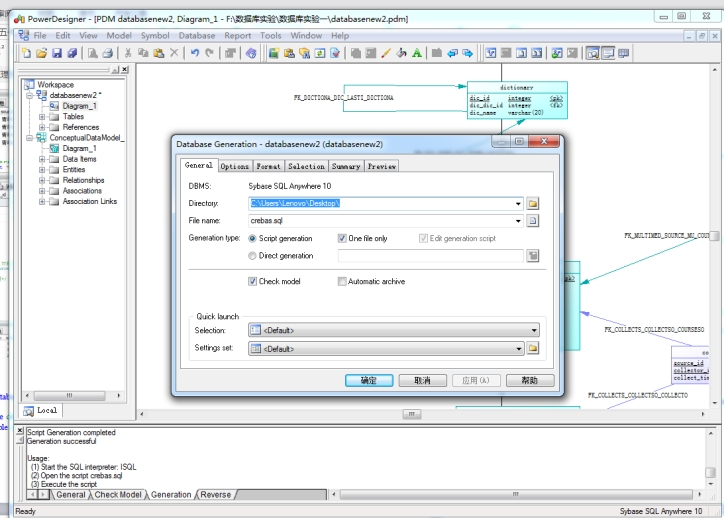 PowerDesigner - [PDM databasenew2, Diagram_1 - F:\数据库实验\数据库实验一\databasenew2.pdm]
File Edit View Model Symbol Database Report Tools Window Help
Workspace
databasenew2 *
Diagram_1
Tables
References
ConceptualDataModel_
Diagram_1
Data Items
Entities
Relationships
Associations
Association Links
Local
FK_DICTIONA_DIC_LASTI_DICTIONA
dictionary
dic_id integer <pk>
dic_dic_id integer <fk>
dic_name varchar(20)
FK_MULTIMED_SOURCE_MU_COU
FK_COLLECTS_COLLECTSO_COURSESO
source_id
collector_
collect_tim
FK_COLLECTS_COLLECTSO_COLLECTO
Database Generation - databasenew2 (databasenew2)
General Options Format Selection Summary Preview
DBMS: Sybase SQL Anywhere 10
Directory: C:\Users\Lenovo\Desktop\
File name: crebas.sql
Generation type: Script generation One file only Edit generation script
Direct generation
Check model Automatic archive
Quick launch
Selection: <Default>
Settings set: <Default>
确定 取消 应用(A) 帮助
Script Generation completed
Generation successful
Usage:
(1) Start the SQL interpreter: ISQL
(2) Open the script crebas.sql
(3) Execute the script
General Check Model Generation Reverse
Ready Sybase SQL Anywhere 10